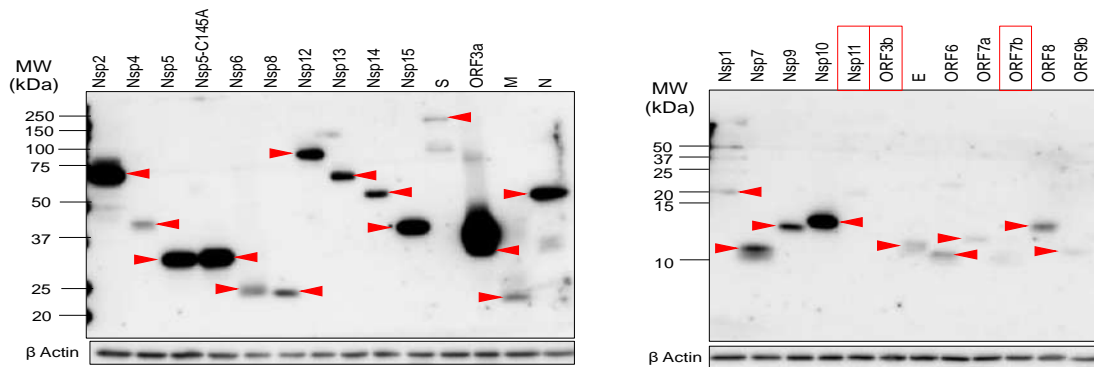 MW
(kDa)
Nsp2
Nsp4
Nsp5
Nsp5-C145A
Nsp6
Nsp8
Nsp12
Nsp13
Nsp14
Nsp15
S
ORF3a
M
N
250
150
100
75
50
37
25
20
β Actin
MW
(kDa)
Nsp1
Nsp7
Nsp9
Nsp10
Nsp11
ORF3b
E
ORF6
ORF7a
ORF7b
ORF8
ORF9b
50
37
25
20
15
10
β Actin